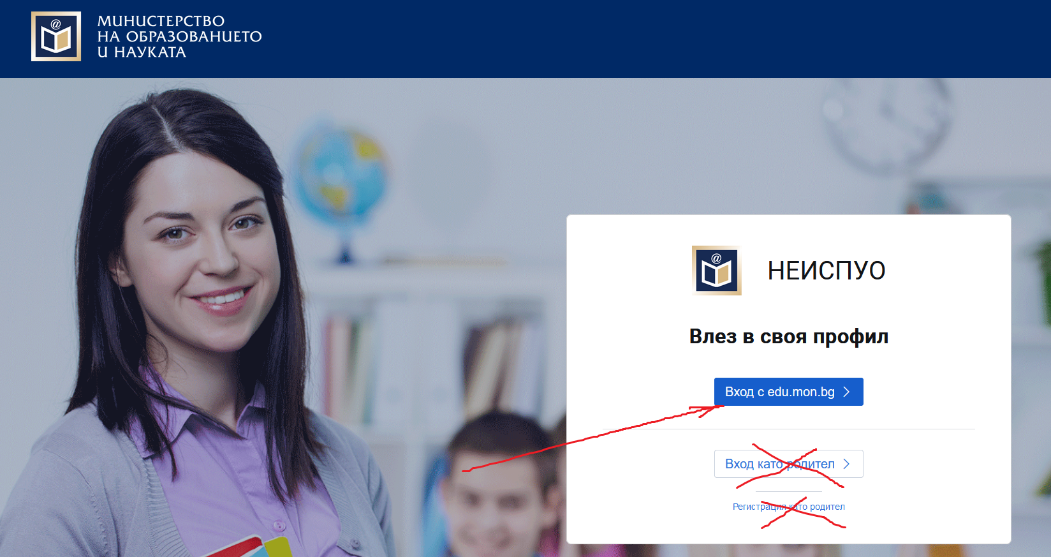 МИНИСТЕРСТВО
НА ОБРАЗОВАНИЕТО
И НАУКАТА
@
@
НЕИСПУО
Влез в своя профил
Вход с edu.mon.bg
Вход като родител
Регистрация като родител